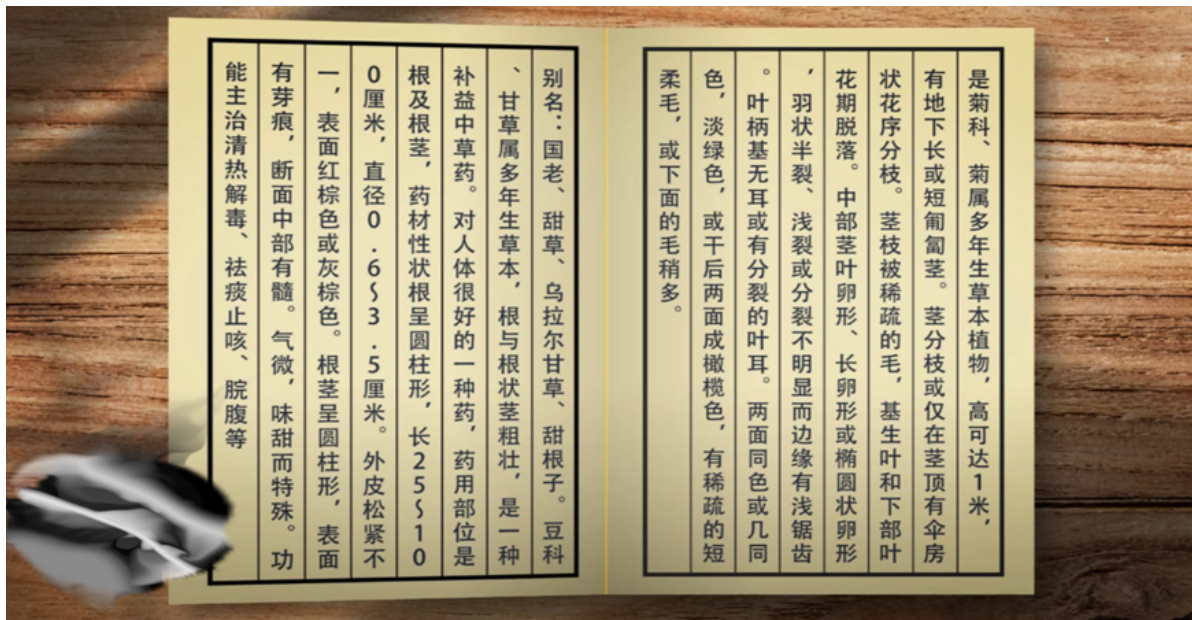 是菊科、菊属多年生草本植物，高可达1米，
有地下长或短匍匐茎。茎分枝或仅在茎顶有伞房
状花序分枝。茎枝被稀疏的毛，基生叶和下部叶
花期脱落。中部茎叶卵形、长卵形或椭圆状卵形
，羽状半裂、浅裂或分裂不明显而边缘有浅锯齿
。叶柄基无耳或有分裂的叶耳。两面同色或几同
色，淡绿色，或干后两面成橄榄色，有稀疏的短
柔毛，或下面的毛稍多。
别名：国老、甜草、乌拉尔甘草、甜根子。豆科
、甘草属多年生草本，根与根状茎粗壮，是一种
补益中草药。对人体很好的一种药，药用部位是
根及根茎，药材性状根呈圆柱形，长25~10
0厘米，直径0.6~3.5厘米。外皮松紧不
一，表面红棕色或灰棕色。根茎呈圆柱形，表面
有芽痕，断面中部有髓。气微，味甜而特殊。功
能主治清热解毒、祛痰止咳、脘腹等